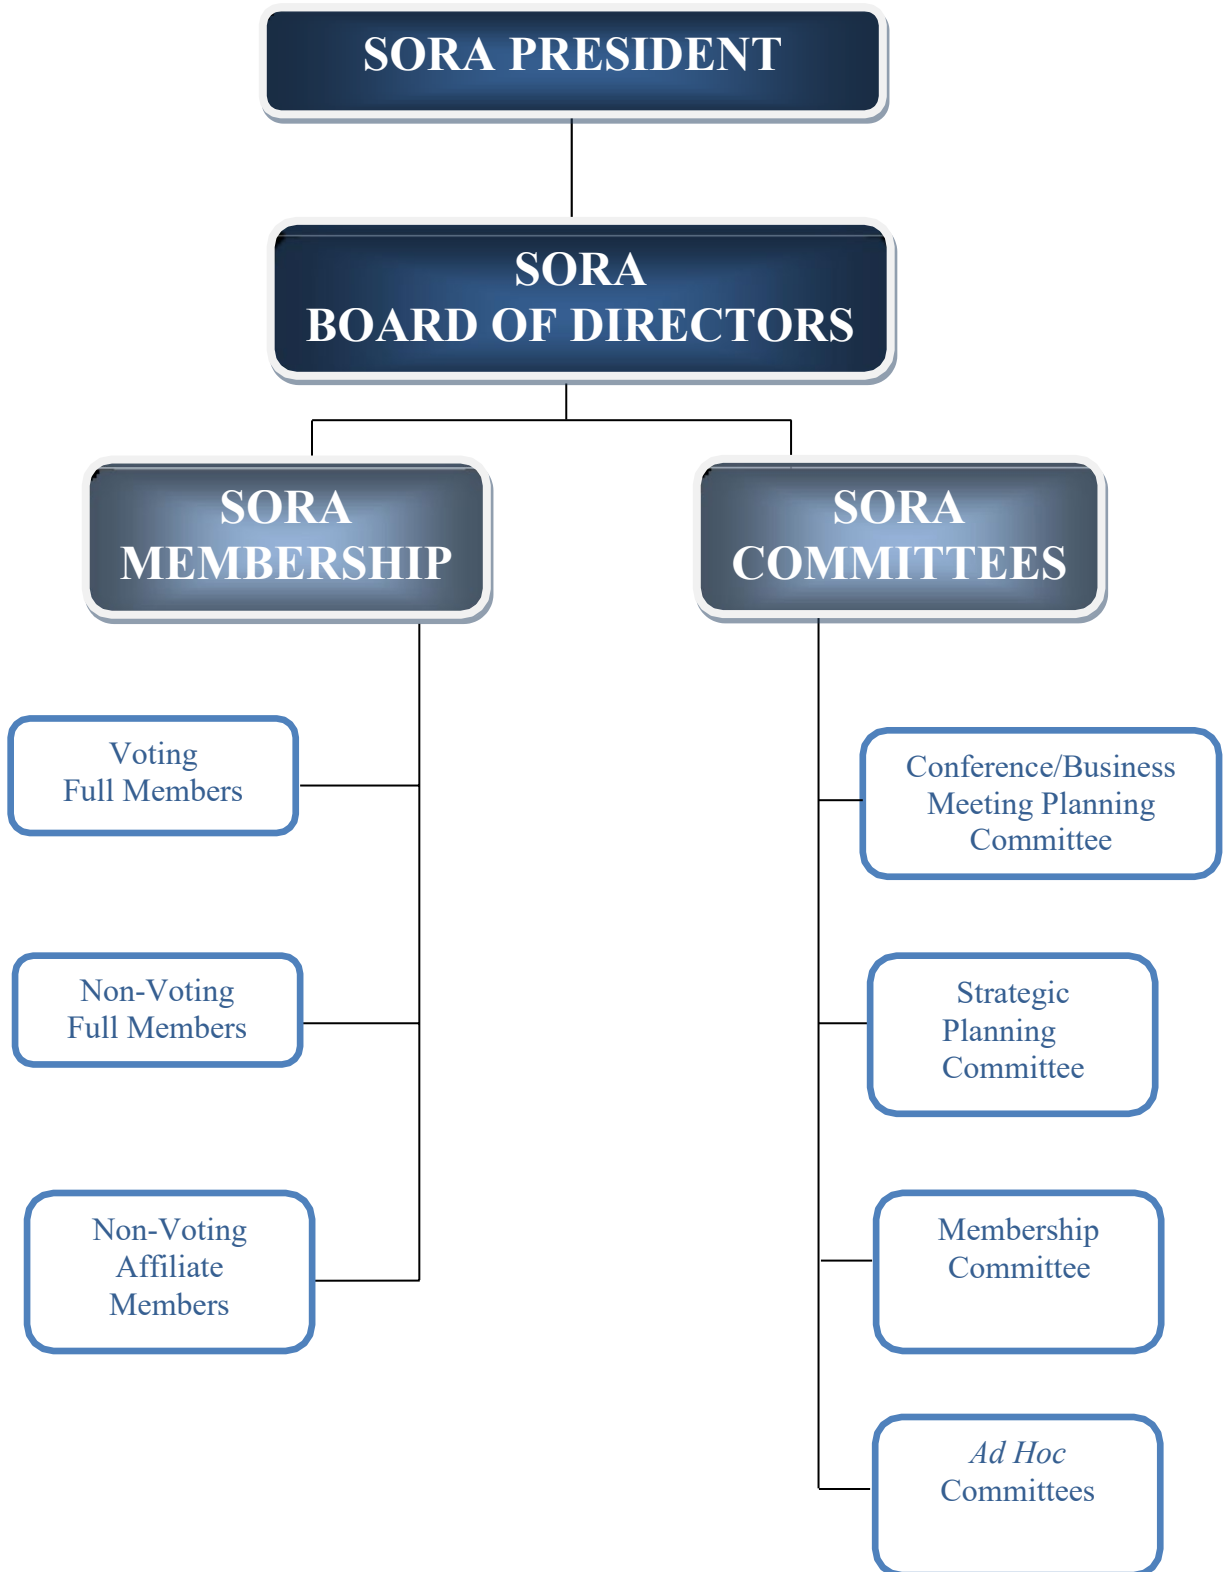 SORA PRESIDENT
SORA
BOARD OF DIRECTORS
SORA
MEMBERSHIP
SORA
COMMITTEES
Voting
Full Members
Non-Voting
Full Members
Non-Voting
Affiliate
Members
Conference/Business
Meeting Planning
Committee
Strategic
Planning
Committee
Membership
Committee
Ad Hoc
Committees